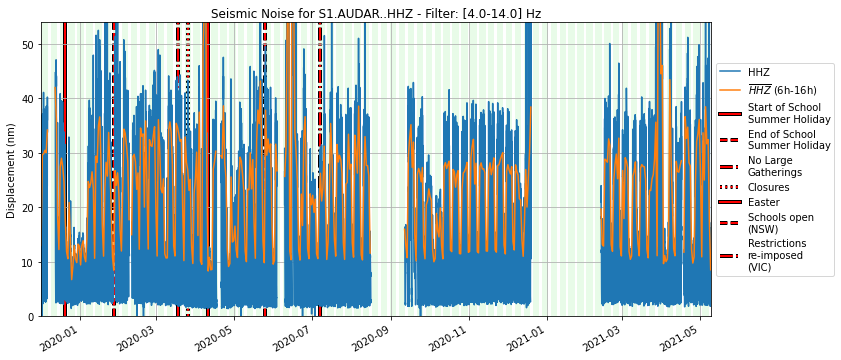 Seismic Noise for S1.AUDAR..HHZ - Filter: [4.0-14.0] Hz
Displacement (nm)
50
40
30
20
10
0
2020-01
2020-03
2020-05
2020-07
2020-09
2020-11
2021-01
2021-03
2021-05
HHZ
HHZ (6h-16h)
Start of School
Summer Holiday
End of School
Summer Holiday
No Large
Gatherings
Closures
Easter
Schools open
(NSW)
Restrictions
re-imposed
(VIC)